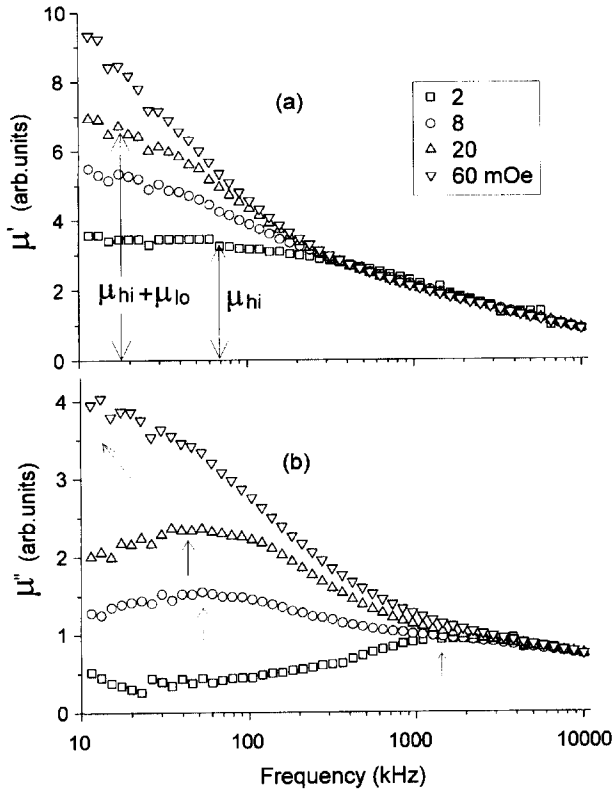 10
8
6
4
2
0
μ' (arb.units)
(a)
2
8
20
60 mOe
μhi+μlo
μhi
4
3
2
1
0
μ" (arb.units)
(b)
10
100
1000
10000
Frequency (kHz)